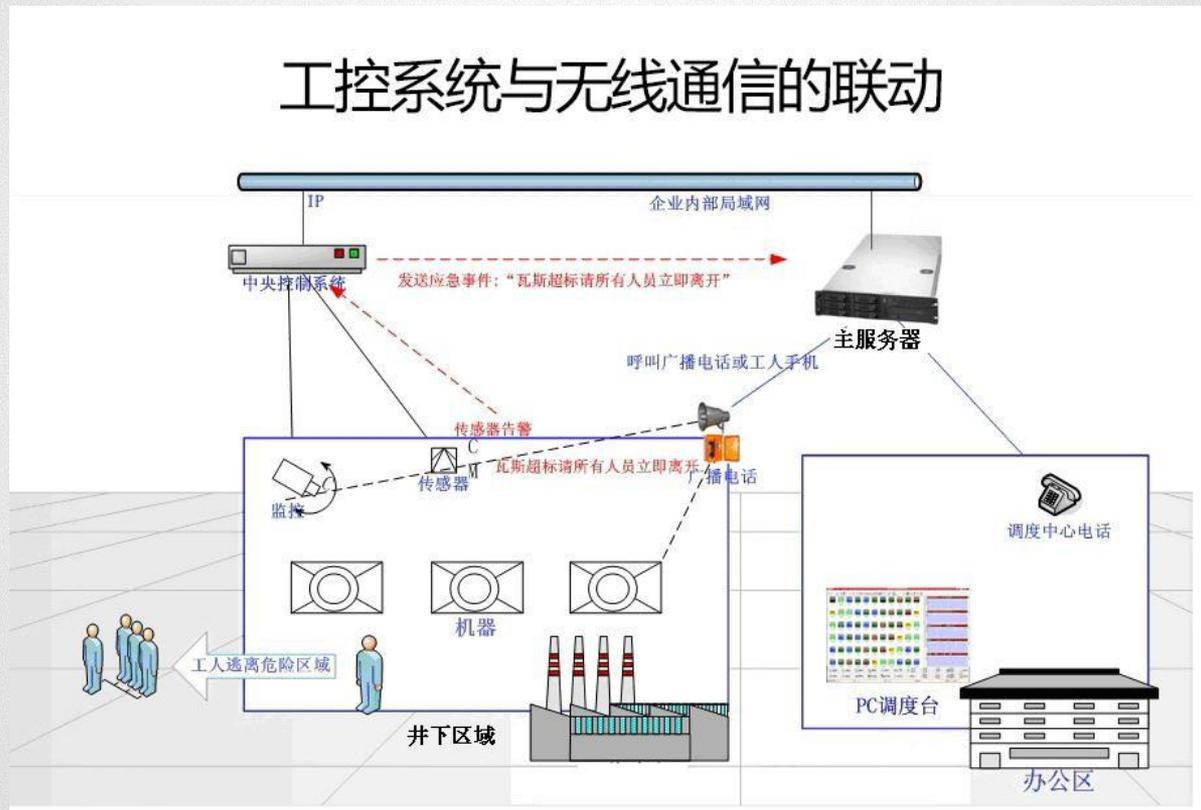 工控系统与无线通信的联动
IP
企业内部局域网
中央控制系统
发送应急事件：“瓦斯超标请所有人员立即离开”
主服务器
呼叫广播电话或工人手机
传感器告警
C
M
瓦斯超标请所有人员立即离开
广播电话
传感器
监控
调度中心电话
机器
工人逃离危险区域
PC调度台
井下区域
办公区